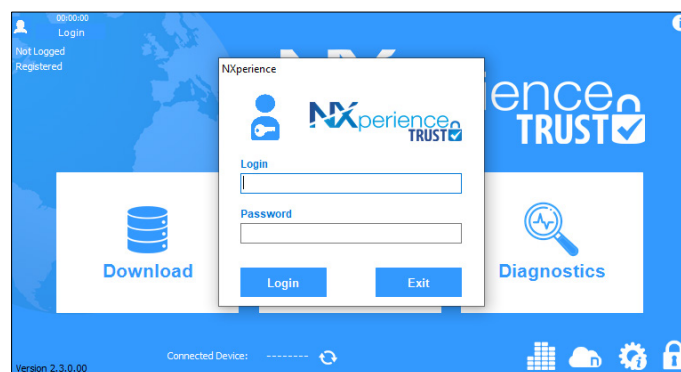 00:00:00
Login
Not Logged
Registered
NXperience
NXperience
TRUST
ience
TRUST
Login
Password
Login
Exit
Download
Diagnostics
Connected Device: --------
n
Version 2.3.0.00